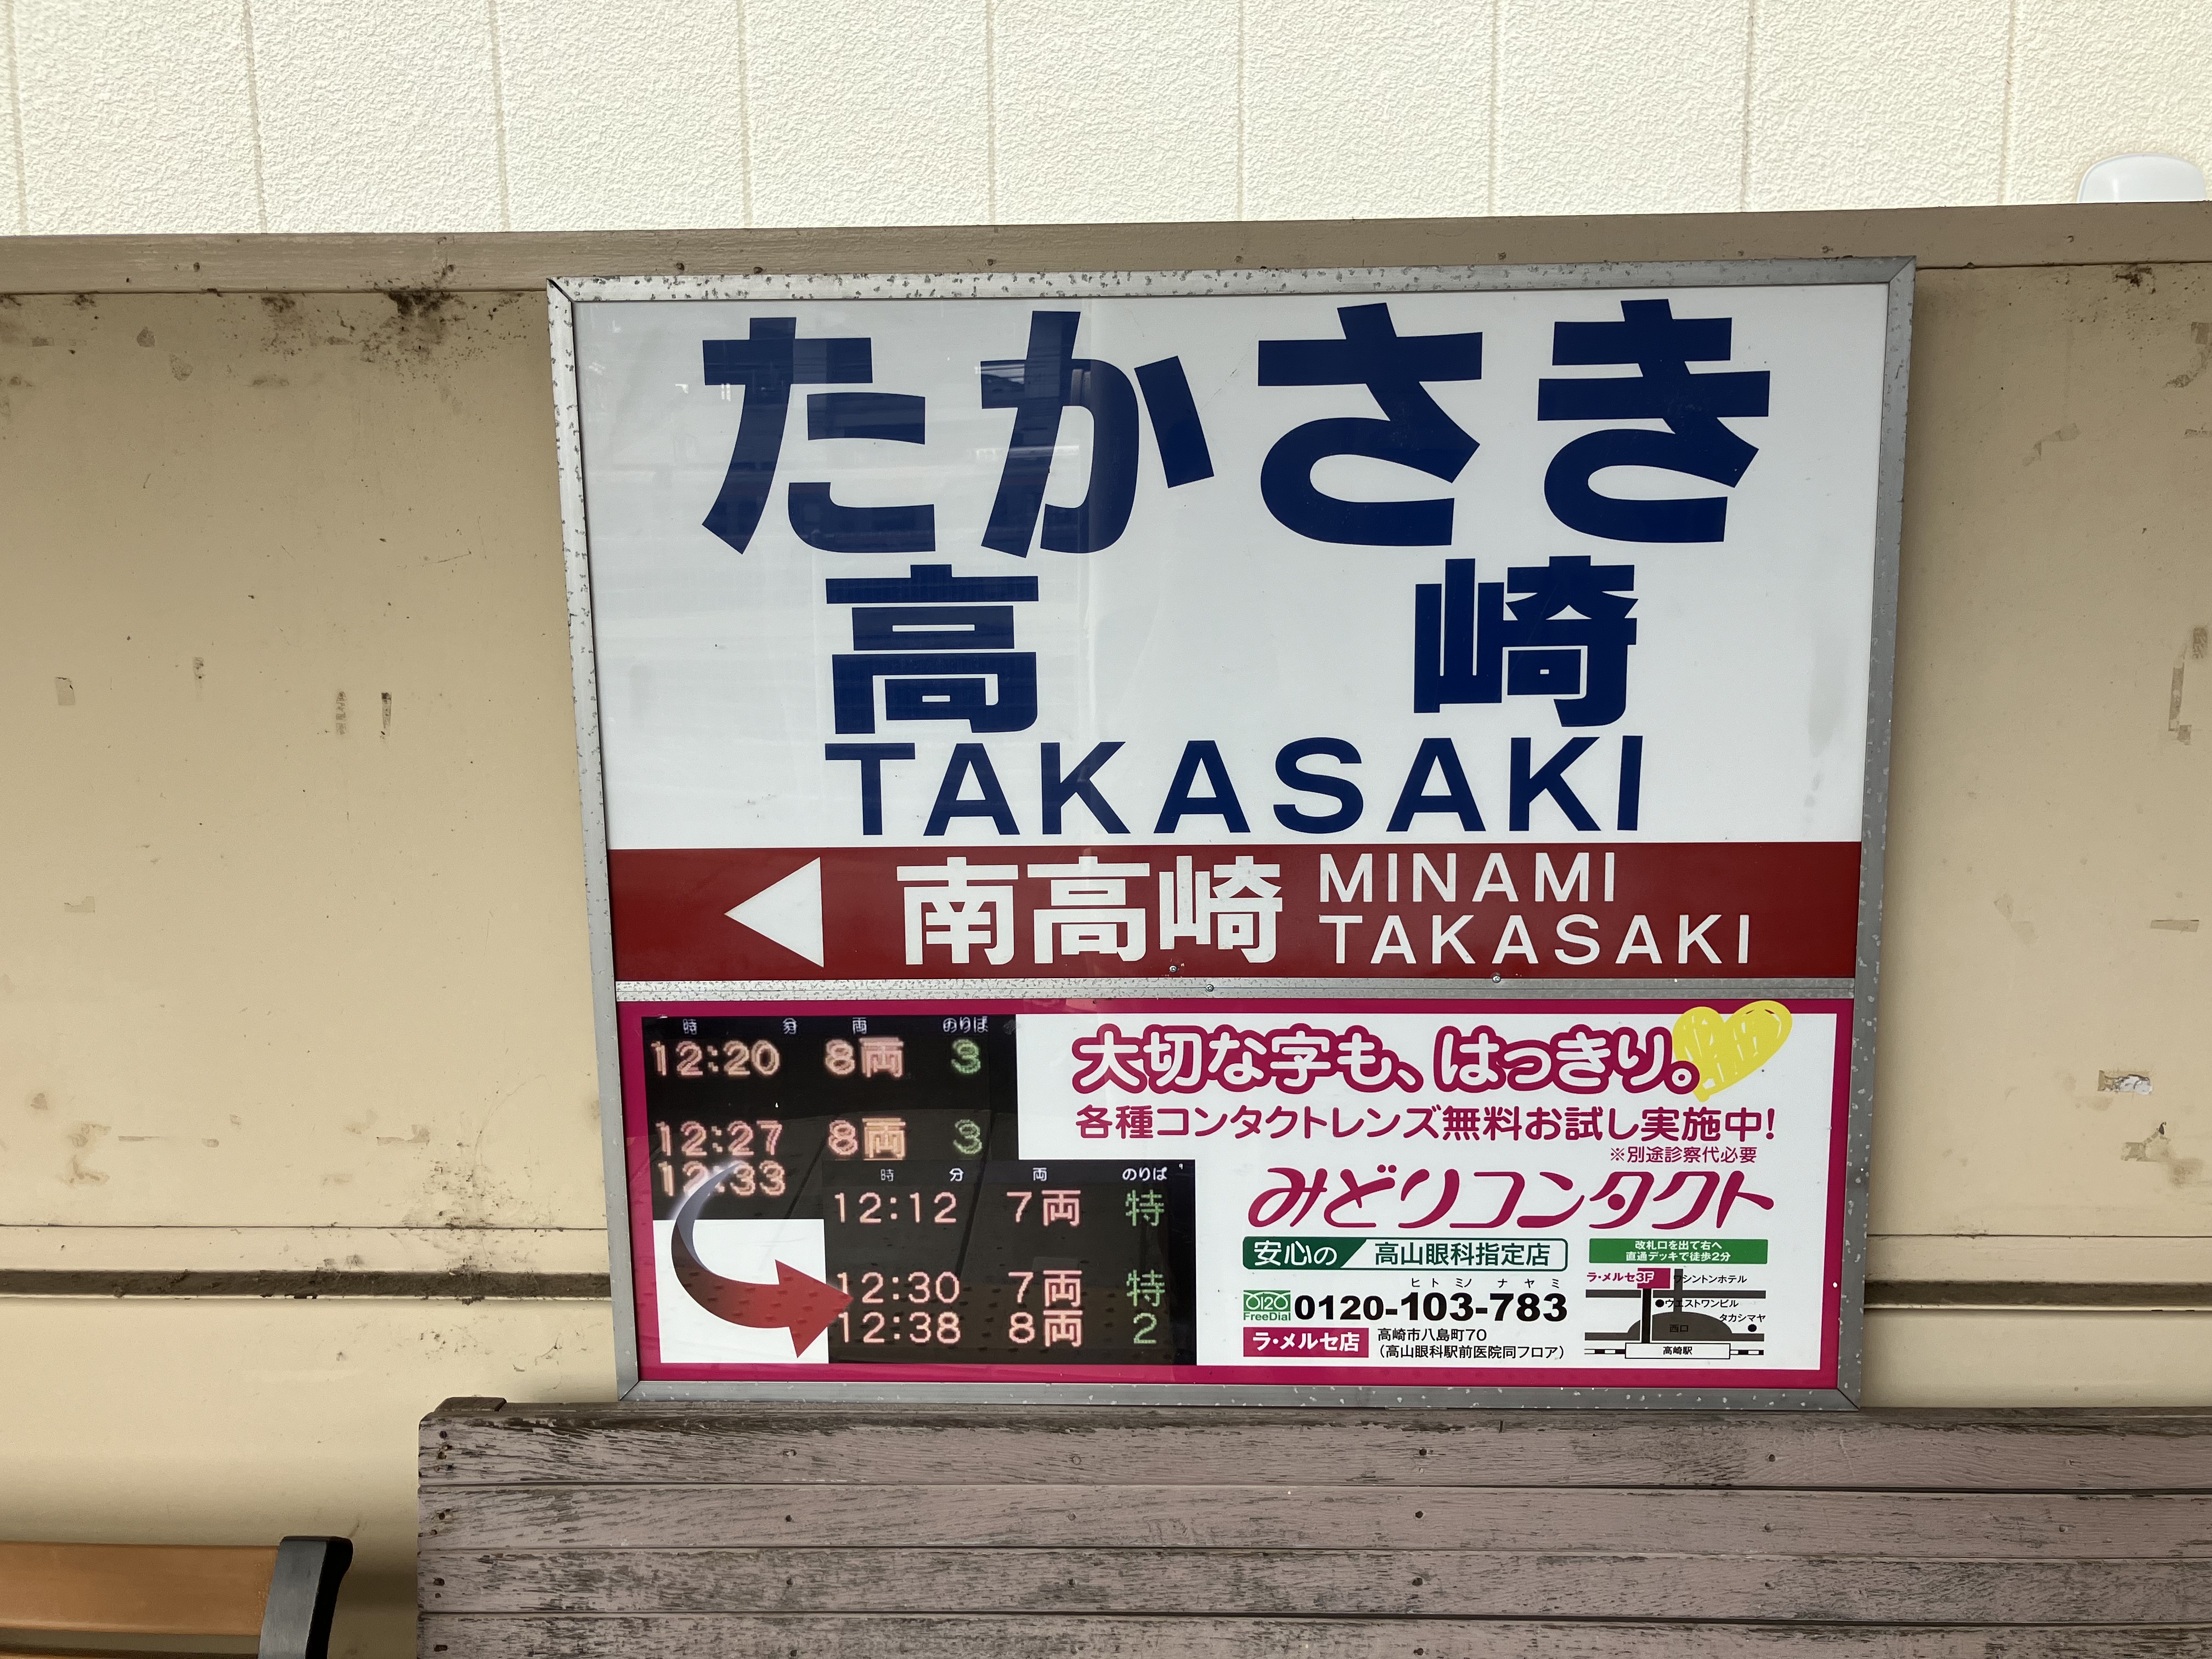 たかさき
高崎
TAKASAKI
南高崎 MINAMI TAKASAKI
時 分 両 のりば
12:20 8両 3
12:27 8両 3
12:33
時 分 両 のりば
12:12 7両 特
12:30 7両 特
12:38 8両 2
大切な字も、はっきり。
各種コンタクトレンズ無料お試し実施中!
※別途診察代必要
みどりコンタクト
安心の 高山眼科指定店
ヒトミノ ナヤミ
0120 FreeDial 0120-103-783
ラ・メルセ店 高崎市八島町70
(高山眼科駅前医院同フロア)
改札口を出て右へ
直通デッキで徒歩2分
ラ・メルセ3F ワシントンホテル
ウエストワンビル
タカシマヤ
西口
高崎駅